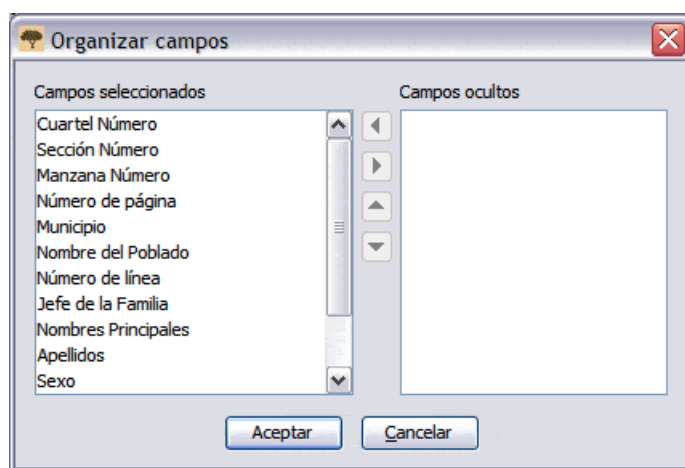 Organizar campos
Campos seleccionados
Cuartel Número
Sección Número
Manzana Número
Número de página
Municipio
Nombre del Poblado
Número de línea
Jefe de la Familia
Nombres Principales
Apellidos
Sexo
Campos ocultos
Aceptar
Cancelar